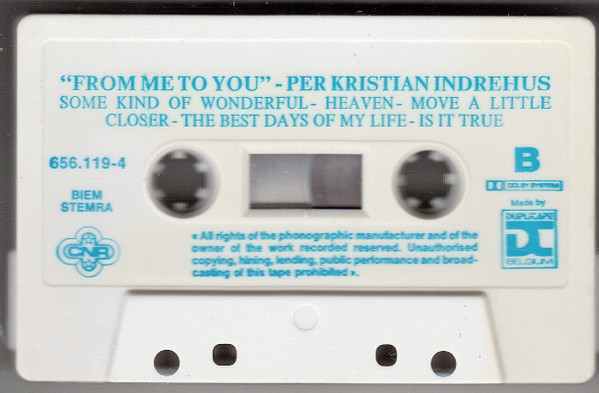 "FROM ME TO YOU" - PER KRISTIAN INDREHUS
SOME KIND OF WONDERFUL - HEAVEN - MOVE A LITTLE
CLOSER - THE BEST DAYS OF MY LIFE - IS IT TRUE
656.119-4
B
BIEM
STEMRA
DOLBY SYSTEM
Made by
DUPLITAPE
BELGIUM
CNR
« All rights of the phonographic manufacturer and of the
owner of the work recorded reserved. Unauthorised
copying, hining, lending, public performance and broad-
casting of this tape prohibited ».